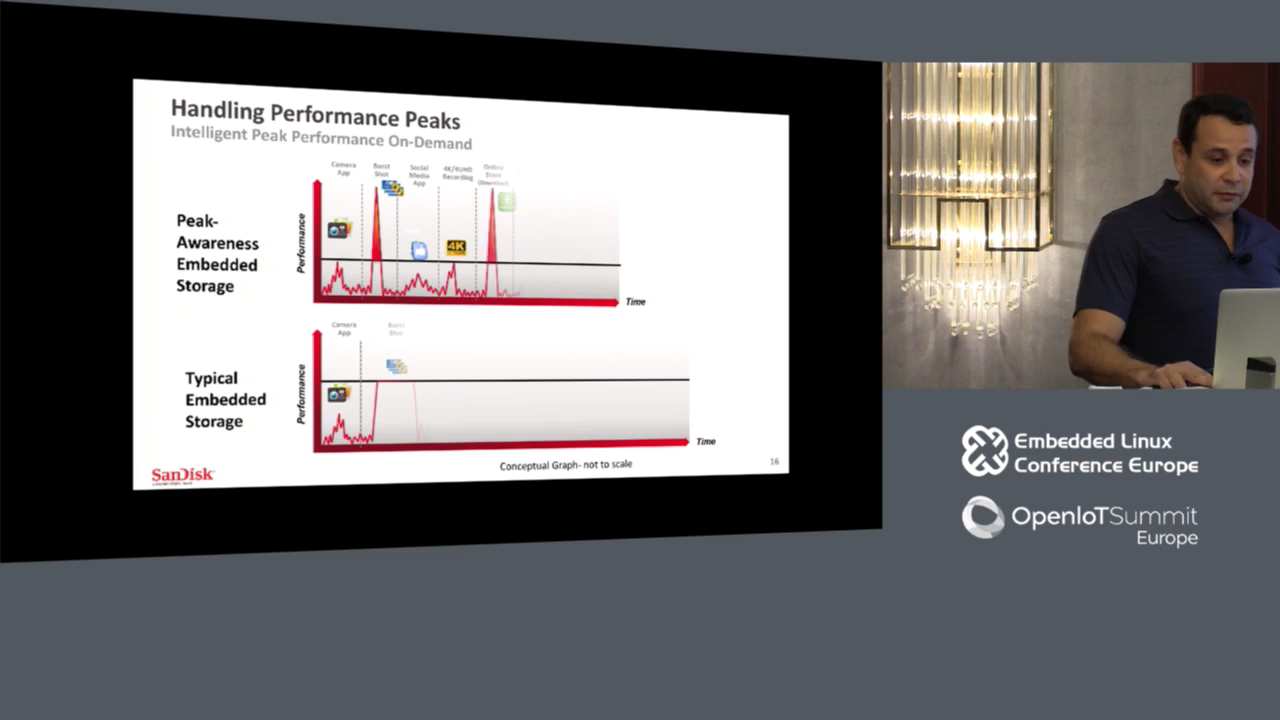 Handling Performance Peaks
Intelligent Peak Performance On-Demand
Camera
App
Burst
Shot
Social
Media
App
4K/4UHD
Recording
Online
Store
(Download)
Peak-
Awareness
Embedded
Storage
Performance
4K
Time
Camera
App
Burst
Shot
Typical
Embedded
Storage
Performance
Time
SanDisk
Conceptual Graph- not to scale
16
Embedded Linux
Conference Europe
OpenIoTSummit
Europe